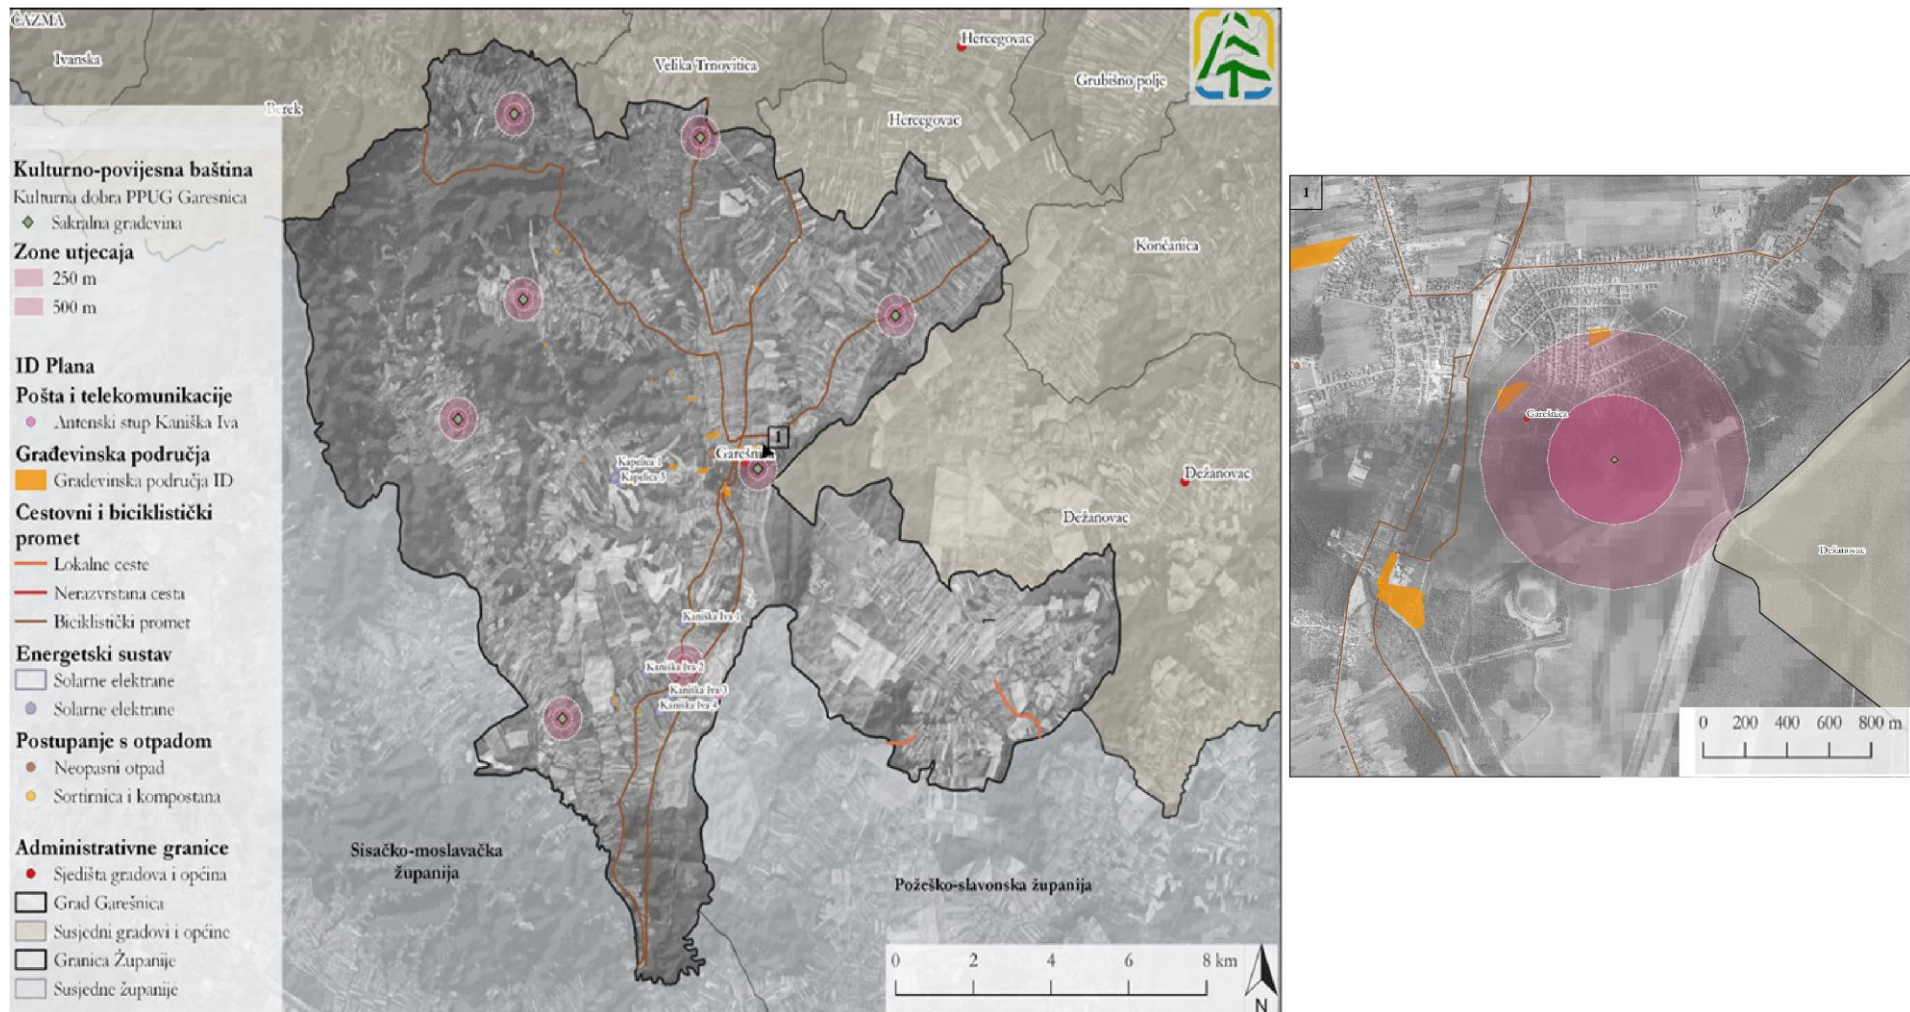 ČAZMA
Ivanska
Berek
Velika Trnovitica
Hercegovac
Grubišno polje
Hercegovac
Končanica
Kulturno-povijesna baština
Kulturna dobra PPUG Garesnica
Sakralna građevina
Zone utjecaja
250 m
500 m
ID Plana
Pošta i telekomunikacije
Antenski stup Kaniška Iva
Građevinska područja
Građevinska područja ID
Cestovni i biciklistički
promet
Lokalne ceste
Nerazvrstana cesta
Biciklistički promet
Energetski sustav
Solarne elektrane
Solarne elektrane
Postupanje s otpadom
Neopasni otpad
Sortirnica i kompostana
Administrativne granice
Sjedišta gradova i općina
Grad Garešnica
Susjedni gradovi i općine
Granica Županije
Susjedne županije
1
Garešnica
Kapelica 1
Kapelica 3
Dežanovac
Dežanovac
Kaniška Iva 1
Kaniška Iva 2
Kaniška Iva 3
Kaniška Iva 4
Sisačko-moslavačka
županija
Požeško-slavonska županija
0 2 4 6 8 km
N
1
Garešnica
Dežanovac
0 200 400 600 800 m